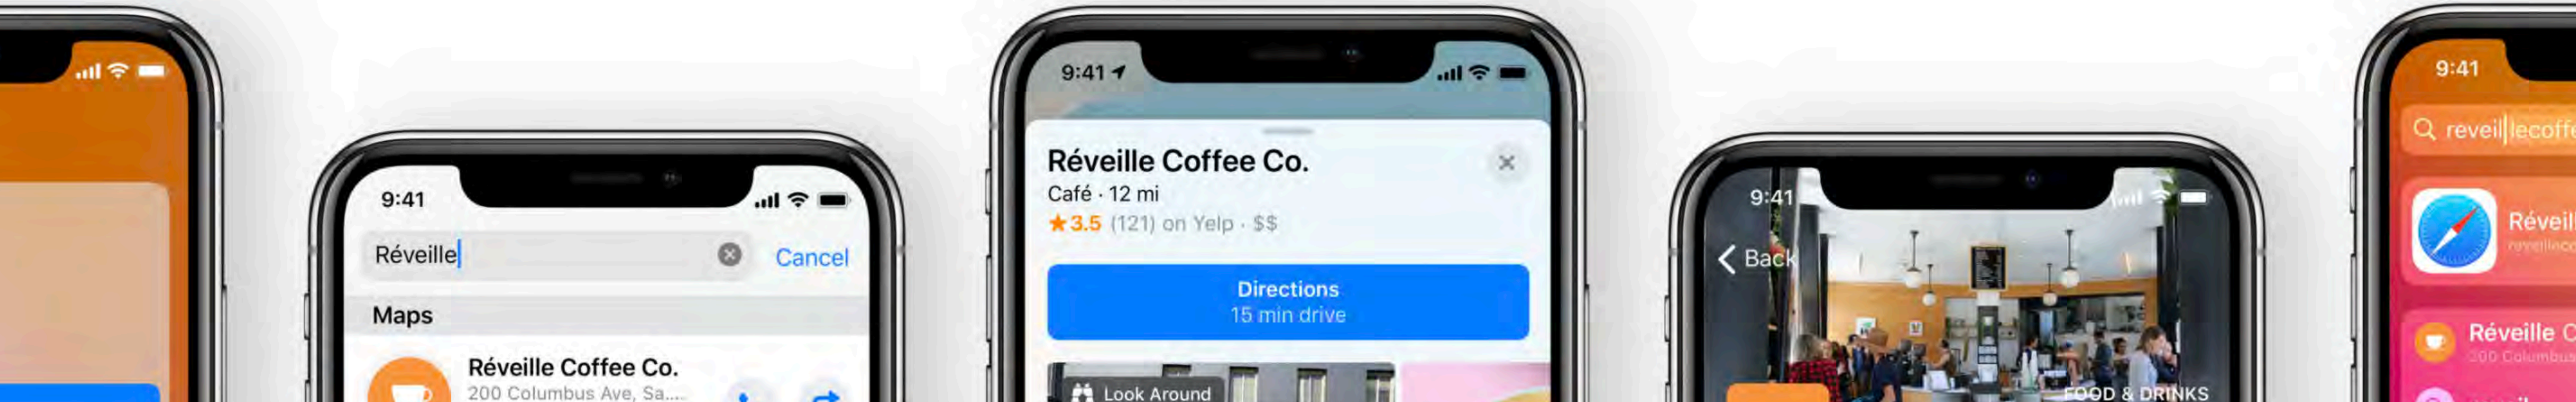 9:41
Réveille
Cancel
Maps
Réveille Coffee Co.
200 Columbus Ave, Sa....
9:41
Réveille Coffee Co.
Café · 12 mi
★3.5 (121) on Yelp · $$
Directions
15 min drive
Look Around
9:41
Back
FOOD & DRINKS
9:41
reveillecoffe
Réveill
Réveille C
200 Columbus